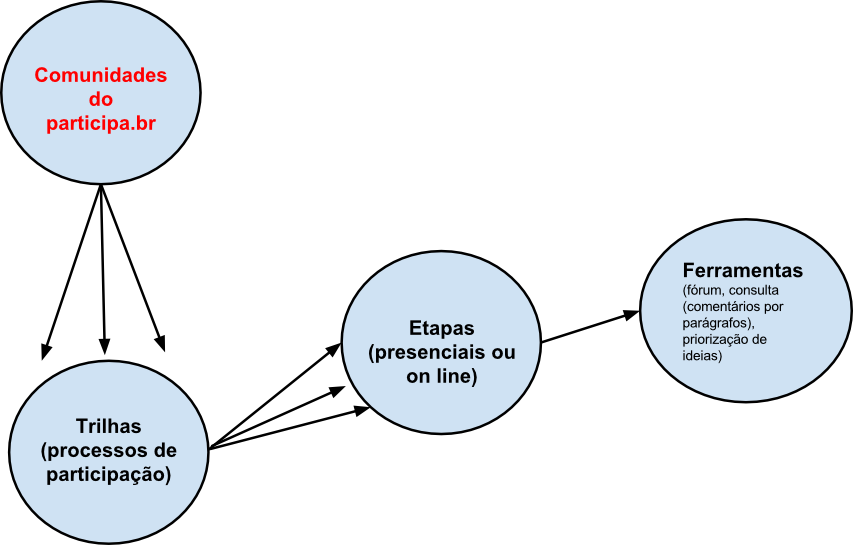 Comunidades
do
participa.br
Trilhas
(processos de
participação)
Etapas
(presenciais ou
on line)
Ferramentas
(fórum, consulta
(comentários por
parágrafos),
priorização de
ideias)